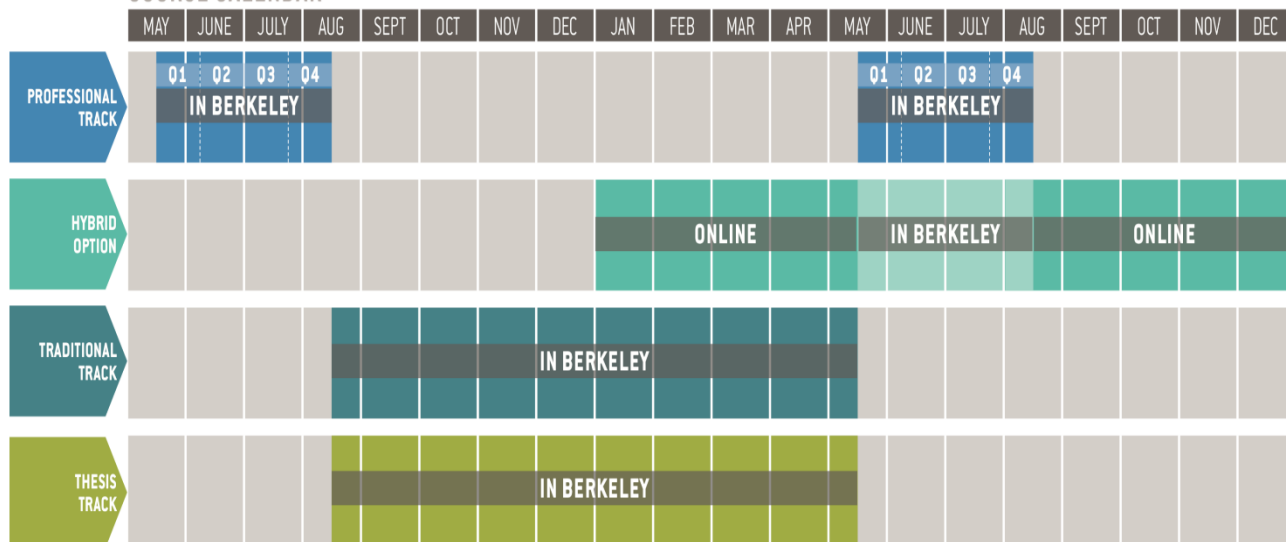 MAY JUNE JULY AUG SEPT OCT NOV DEC JAN FEB MAR APR MAY JUNE JULY AUG SEPT OCT NOV DEC
PROFESSIONAL
TRACK
Q1 Q2 Q3 Q4
IN BERKELEY
Q1 Q2 Q3 Q4
IN BERKELEY
HYBRID
OPTION
ONLINE
IN BERKELEY
ONLINE
TRADITIONAL
TRACK
IN BERKELEY
THESIS
TRACK
IN BERKELEY